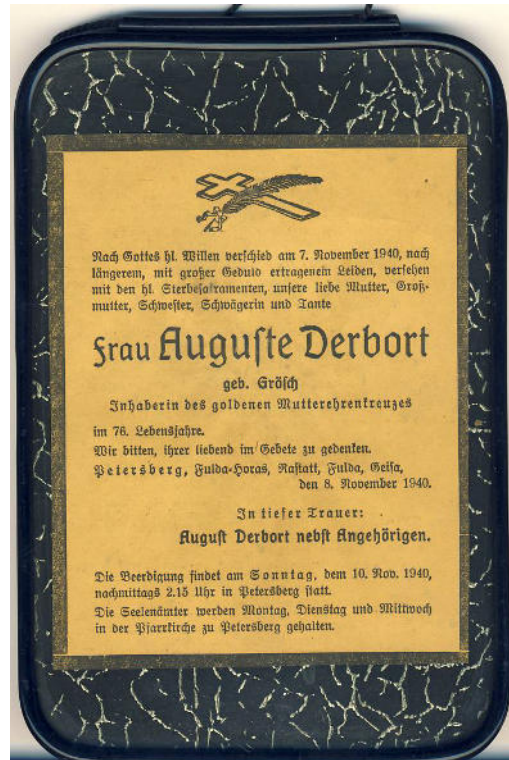 Nach Gottes hl. Willen verschied am 7. November 1940, nach
längerem, mit großer Geduld ertragenem Leiden, versehen
mit den hl. Sterbesakramenten, unsere liebe Mutter, Groß-
mutter, Schwester, Schwägerin und Tante
Frau Auguste Derbort
geb. Grösch
Inhaberin des goldenen Mutterehrenkreuzes
im 76. Lebensjahre.
Wir bitten, ihrer liebend im Gebete zu gedenken.
Petersberg, Fulda-Horas, Rastatt, Fulda, Geisa,
den 8. November 1940.
In tiefer Trauer:
August Derbort nebst Angehörigen.
Die Beerdigung findet am Sonntag, dem 10. Nov. 1940,
nachmittags 2.15 Uhr in Petersberg statt.
Die Seelenämter werden Montag, Dienstag und Mittwoch
in der Pfarrkirche zu Petersberg gehalten.